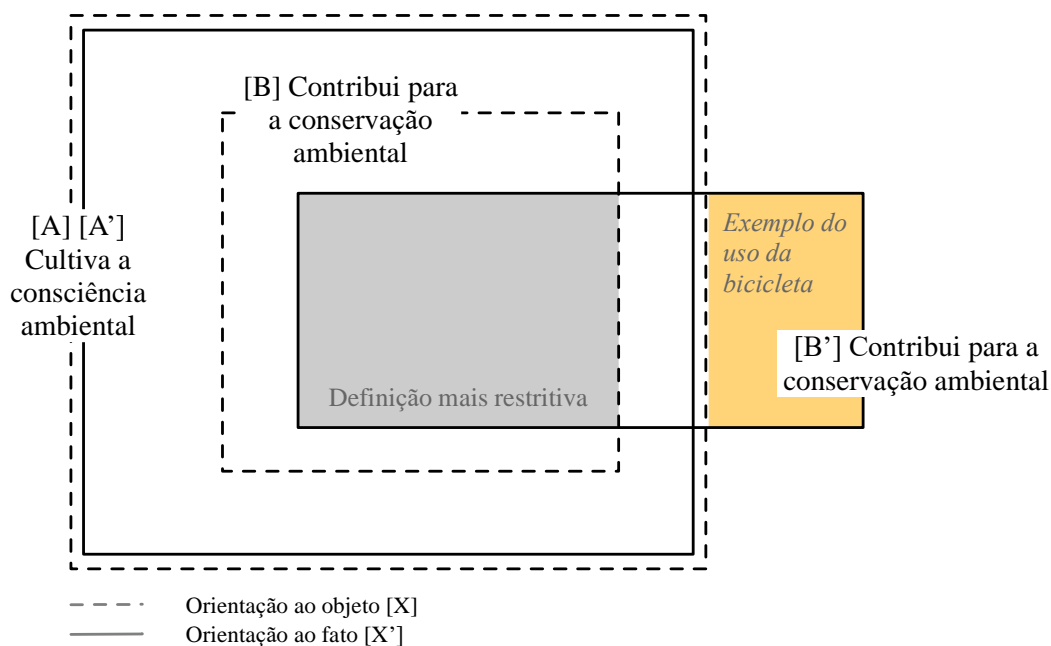 [B] Contribui para
a conservação
ambiental
[A] [A’]
Cultiva a
consciência
ambiental
Exemplo do
uso da
bicicleta
[B’] Contribui para a
conservação ambiental
Definição mais restritiva
Orientação ao objeto [X]
Orientação ao fato [X’]